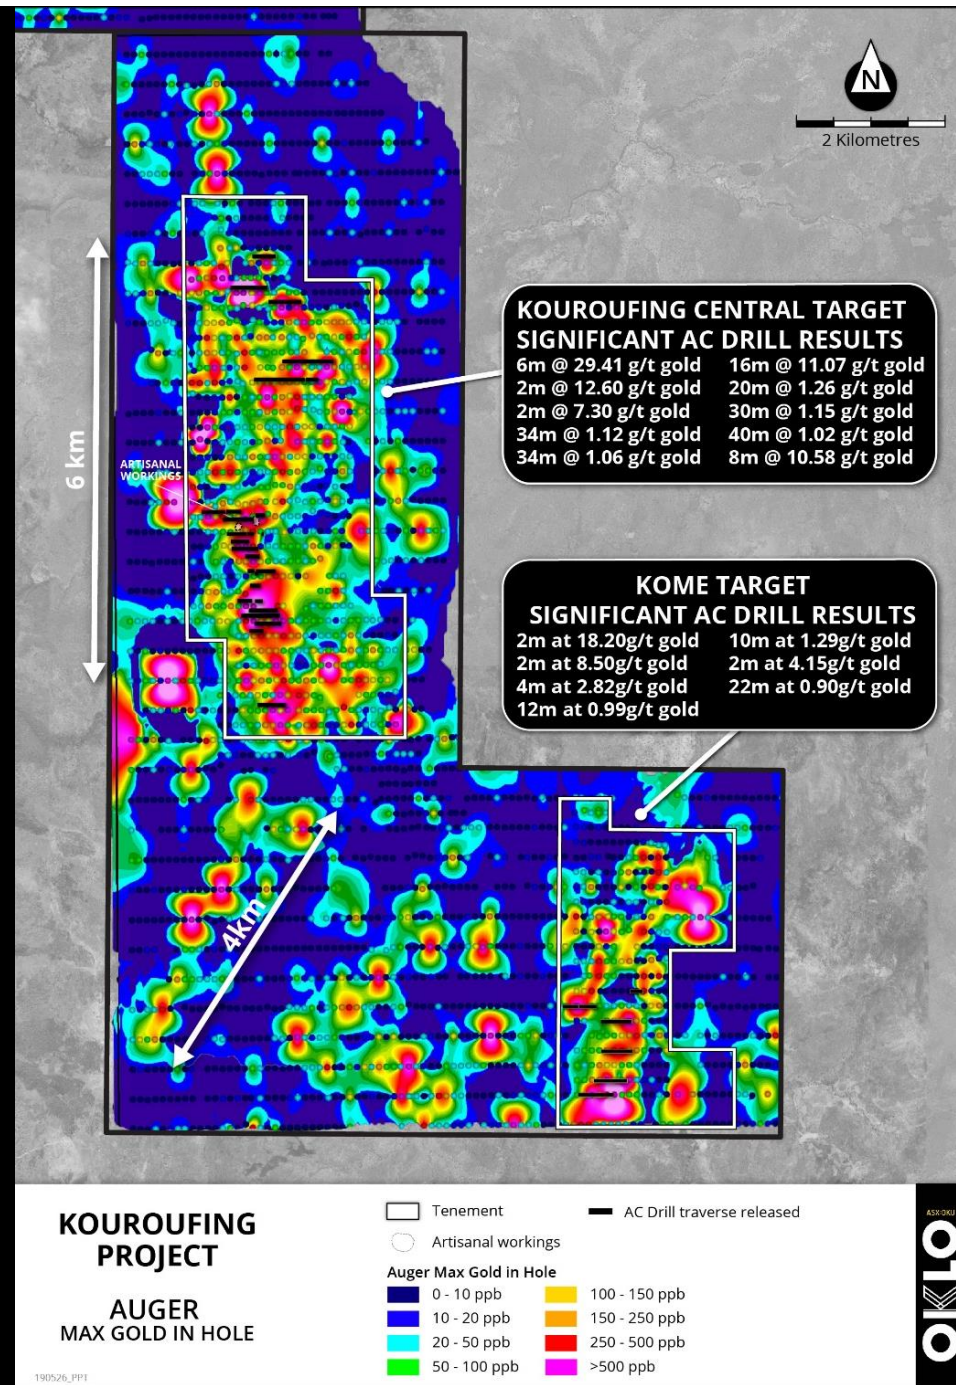 N
2 Kilometres
KOUROUFING CENTRAL TARGET
SIGNIFICANT AC DRILL RESULTS
6m @ 29.41 g/t gold 16m @ 11.07 g/t gold
2m @ 12.60 g/t gold 20m @ 1.26 g/t gold
2m @ 7.30 g/t gold 30m @ 1.15 g/t gold
34m @ 1.12 g/t gold 40m @ 1.02 g/t gold
34m @ 1.06 g/t gold 8m @ 10.58 g/t gold
6 km
ARTISANAL
WORKINGS
KOME TARGET
SIGNIFICANT AC DRILL RESULTS
2m at 18.20g/t gold 10m at 1.29g/t gold
2m at 8.50g/t gold 2m at 4.15g/t gold
4m at 2.82g/t gold 22m at 0.90g/t gold
12m at 0.99g/t gold
4km
KOUROUFING
PROJECT
AUGER
MAX GOLD IN HOLE
190526_PPT
Tenement
AC Drill traverse released
Artisanal workings
Auger Max Gold in Hole
0 - 10 ppb 100 - 150 ppb
10 - 20 ppb 150 - 250 ppb
20 - 50 ppb 250 - 500 ppb
50 - 100 ppb >500 ppb
ASX:OKU
OKLO